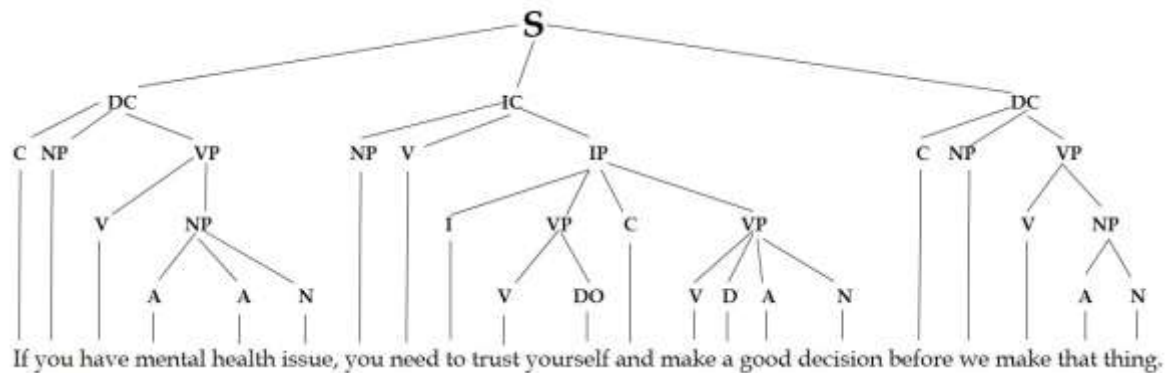 S
DC IC DC
C NP VP NP V IP C NP VP
V NP I VP C VP V NP
A A N V DO V D A N A N
If you have mental health issue, you need to trust yourself and make a good decision before we make that thing.